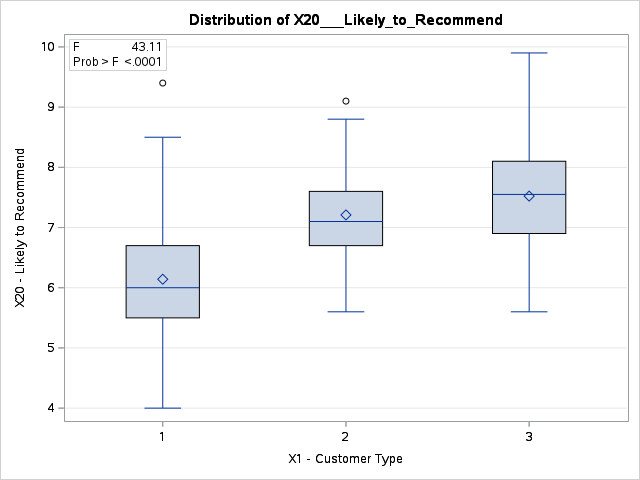 Distribution of X20___Likely_to_Recommend
F 43.11
Prob > F <.0001
10
9
8
7
6
5
4
X20 - Likely to Recommend
1 2 3
X1 - Customer Type